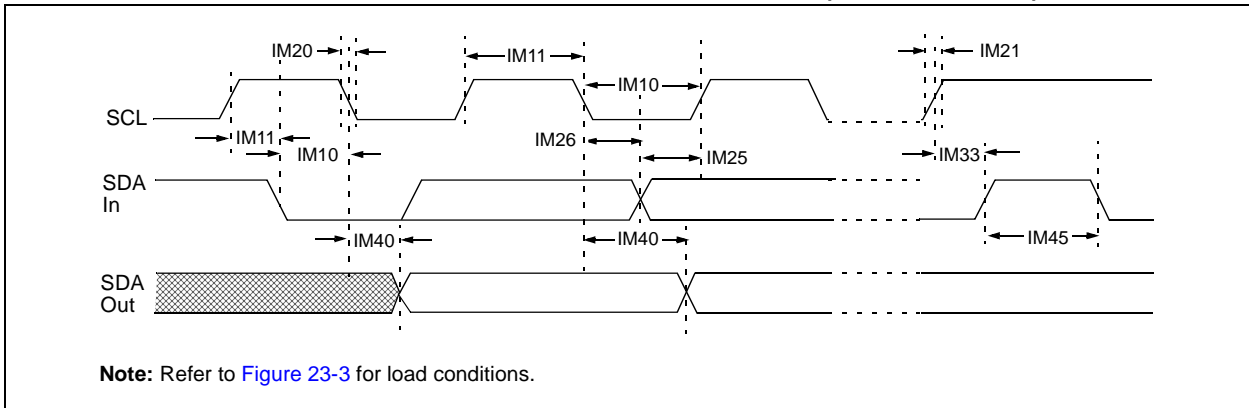 IM20
IM11
IM21
IM10
SCL
IM11
IM26
IM10
IM25
IM33
SDA
In
IM40
IM40
IM45
SDA
Out
Note: Refer to Figure 23-3 for load conditions.